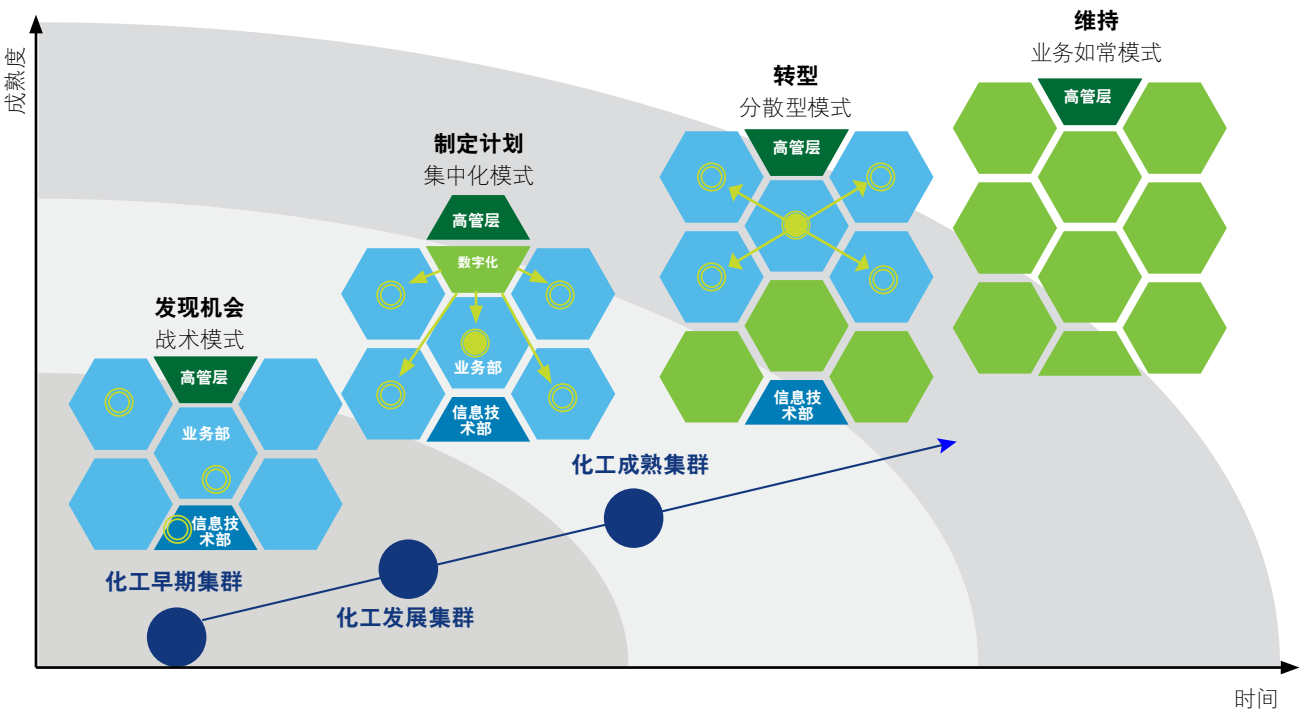 成熟度
维持
业务如常模式
高管层
转型
分散型模式
高管层
信息技
术部
制定计划
集中化模式
高管层
数字化
业务部
信息技
术部
发现机会
战术模式
高管层
业务部
信息技
术部
化工早期集群
化工发展集群
化工成熟集群
时间